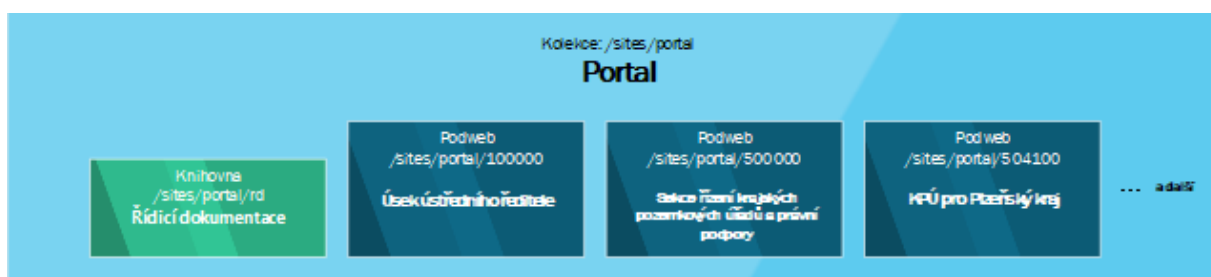 Kolekce: /sites/portal
Portal
Knihovna
/sites/portal/rd
Řídicí dokumentace
Podweb
/sites/portal/100000
Úsek ústředního ředitele
Podweb
/sites/portal/500000
Sekce řízení krajských
pozemkových úřadů a právní
podpory
Podweb
/sites/portal/504100
KPÚ pro Plzeňský kraj
... a další